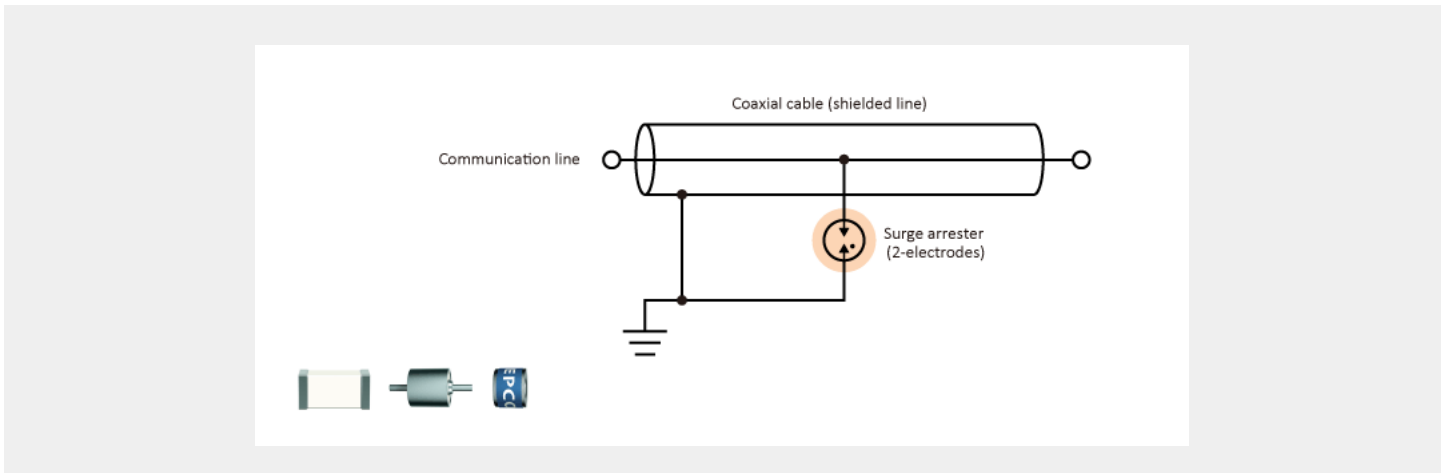 Coaxial cable (shielded line)
Communication line
Surge arrester
(2-electrodes)
EPC